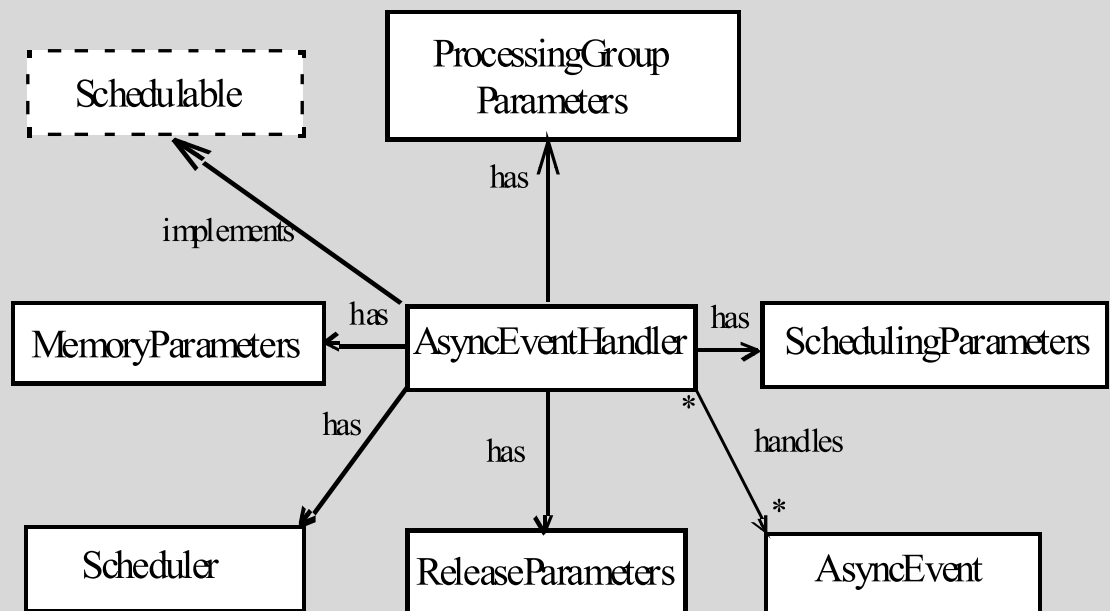 ProcessingGroup
Parameters
Schedulable
has
implements
has
has
MemoryParameters
AsyncEventHandler
SchedulingParameters
*
has
has
handles
*
Scheduler
ReleaseParameters
AsyncEvent